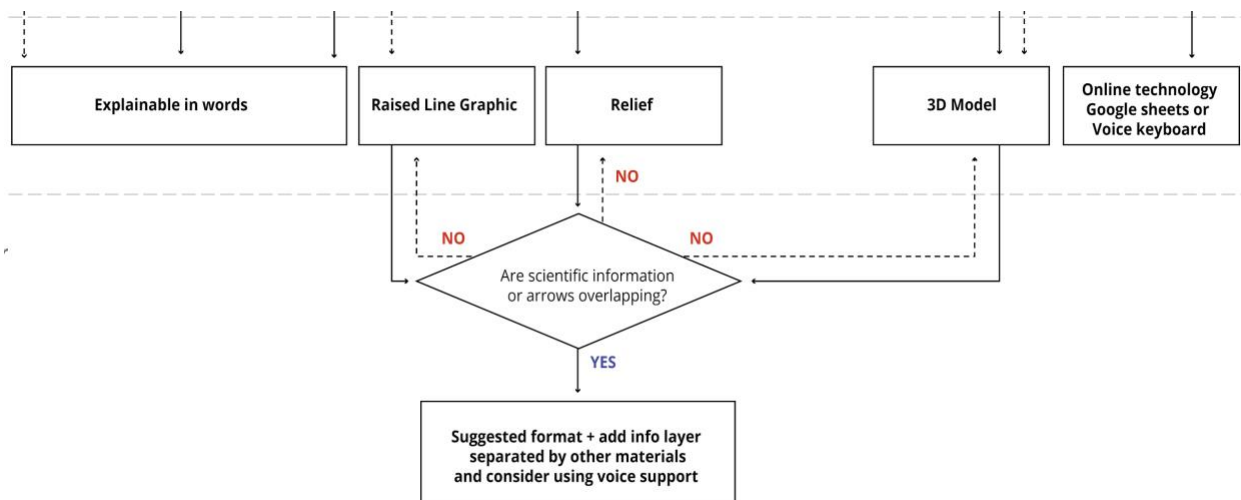 Explainable in words
Raised Line Graphic
Relief
3D Model
Online technology
Google sheets or
Voice keyboard
NO
NO
NO
Are scientific information
or arrows overlapping?
YES
Suggested format + add info layer
separated by other materials
and consider using voice support